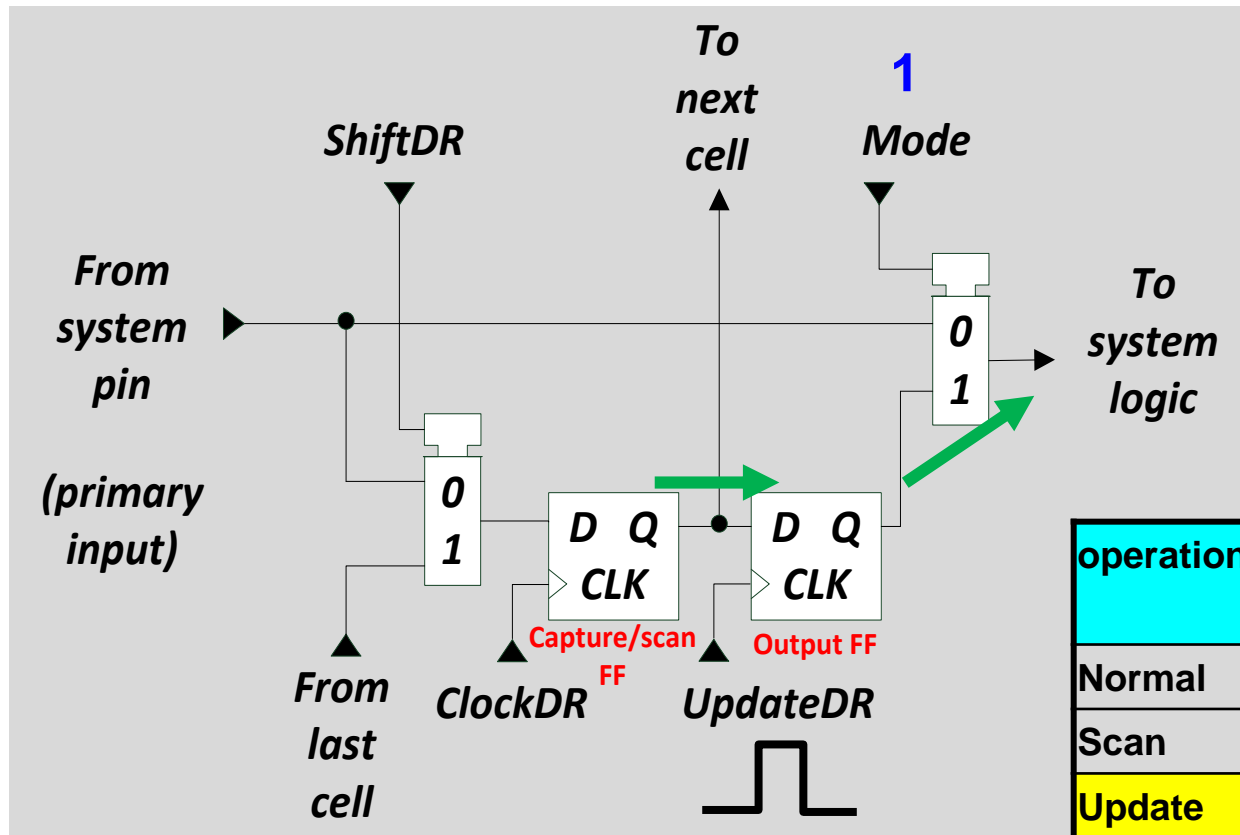 To
next
cell
1
Mode
ShiftDR
From
system
pin
(primary
input)
0
1
To
system
logic
0
1
D Q
CLK
D Q
CLK
Capture/scan
FF
Output FF
From
last
cell
ClockDR
UpdateDR
operation
Normal
Scan
Update